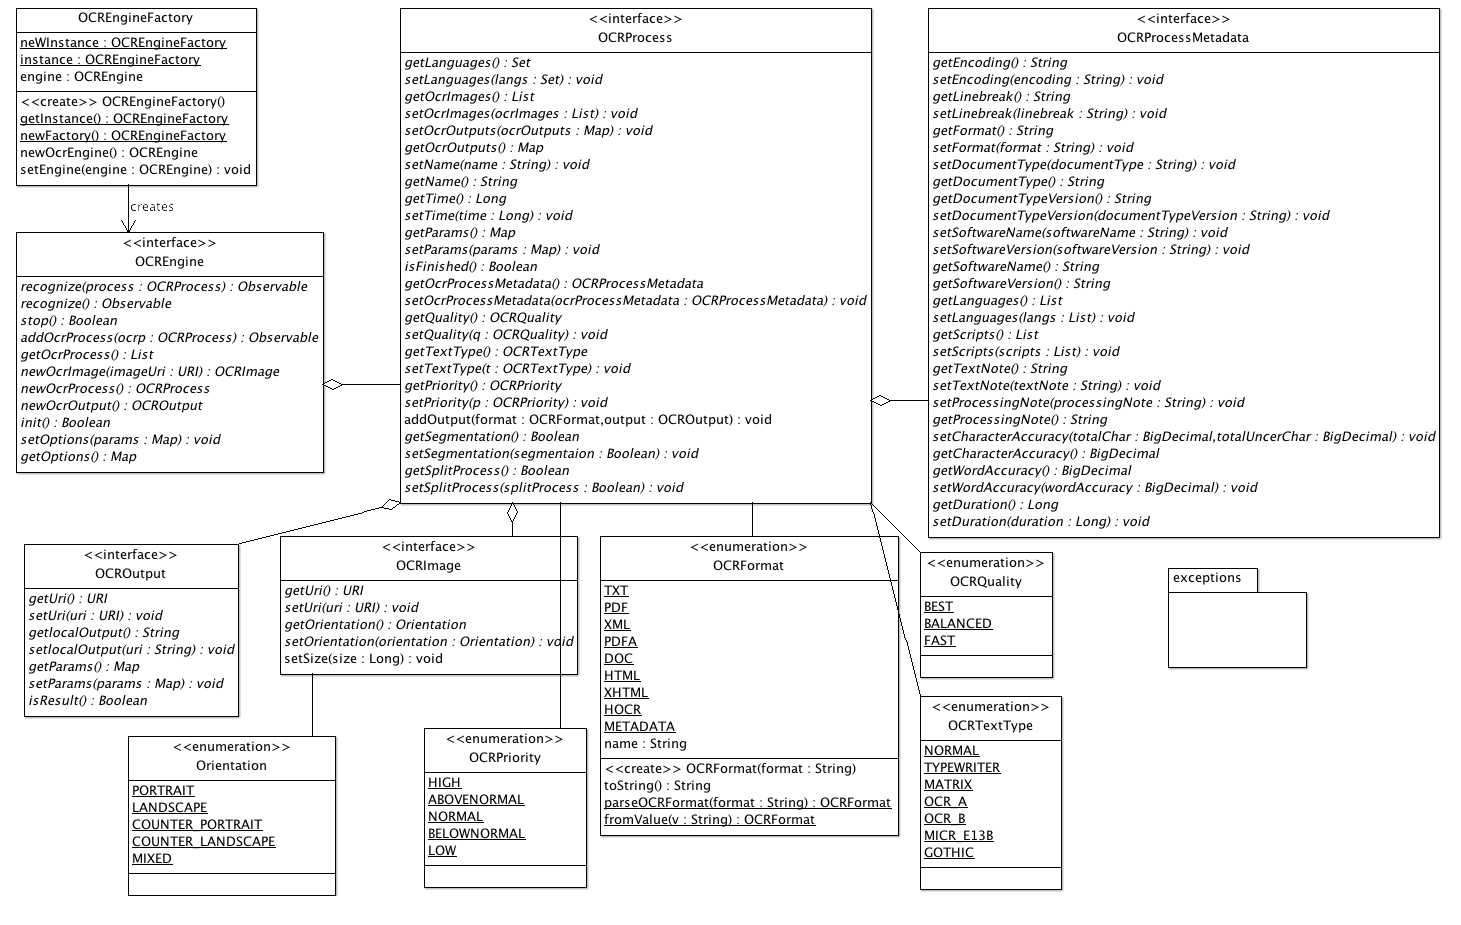 OCREngineFactory
neWInstance : OCREngineFactory
instance : OCREngineFactory
engine : OCREngine
<<create>> OCREngineFactory()
getInstance() : OCREngineFactory
newFactory() : OCREngineFactory
newOcrEngine() : OCREngine
setEngine(engine : OCREngine) : void
creates
<<interface>>
OCREngine
recognize(process : OCRProcess) : Observable
recognize() : Observable
stop() : Boolean
addOcrProcess(ocrp : OCRProcess) : Observable
getOcrProcess() : List
newOcrImage(imageUri : URI) : OCRImage
newOcrProcess() : OCRProcess
newOcrOutput() : OCROutput
init() : Boolean
setOptions(params : Map) : void
getOptions() : Map
<<interface>>
OCRProcess
getLanguages() : Set
setLanguages(langs : Set) : void
getOcrImages() : List
setOcrImages(ocrImages : List) : void
setOcrOutputs(ocrOutputs : Map) : void
getOcrOutputs() : Map
setName(name : String) : void
getName() : String
getTime() : Long
setTime(time : Long) : void
getParams() : Map
setParams(params : Map) : void
isFinished() : Boolean
getOcrProcessMetadata() : OCRProcessMetadata
setOcrProcessMetadata(ocrProcessMetadata : OCRProcessMetadata) : void
getQuality() : OCRQuality
setQuality(q : OCRQuality) : void
getTextType() : OCRTextType
setTextType(t : OCRTextType) : void
getPriority() : OCRPriority
setPriority(p : OCRPriority) : void
addOutput(format : OCRFormat,output : OCROutput) : void
getSegmentation() : Boolean
setSegmentation(segmentaion : Boolean) : void
getSplitProcess() : Boolean
setSplitProcess(splitProcess : Boolean) : void
<<interface>>
OCRProcessMetadata
getEncoding() : String
setEncoding(encoding : String) : void
getLinebreak() : String
setLinebreak(linebreak : String) : void
getFormat() : String
setFormat(format : String) : void
setDocumentType(documentType : String) : void
getDocumentType() : String
getDocumentTypeVersion() : String
setDocumentTypeVersion(documentTypeVersion : String) : void
setSoftwareName(softwareName : String) : void
setSoftwareVersion(softwareVersion : String) : void
getSoftwareName() : String
getSoftwareVersion() : String
getLanguages() : List
setLanguages(langs : List) : void
getScripts() : List
setScripts(scripts : List) : void
getTextNote() : String
setTextNote(textNote : String) : void
setProcessingNote(processingNote : String) : void
getProcessingNote() : String
setCharacterAccuracy(totalChar : BigDecimal,totalUncerChar : BigDecimal) : void
getCharacterAccuracy() : BigDecimal
getWordAccuracy() : BigDecimal
setWordAccuracy(wordAccuracy : BigDecimal) : void
getDuration() : Long
setDuration(duration : Long) : void
<<interface>>
OCROutput
getUri() : URI
setUri(uri : URI) : void
getlocalOutput() : String
setlocalOutput(uri : String) : void
getParams() : Map
setParams(params : Map) : void
isResult() : Boolean
<<interface>>
OCRImage
getUri() : URI
setUri(uri : URI) : void
getOrientation() : Orientation
setOrientation(orientation : Orientation) : void
setSize(size : Long) : void
<<enumeration>>
OCRFormat
TXT
PDF
XML
PDFA
DOC
HTML
XHTML
HOCR
METADATA
name : String
<<create>> OCRFormat(format : String)
toString() : String
parseOCRFormat(format : String) : OCRFormat
fromValue(v : String) : OCRFormat
<<enumeration>>
OCRQuality
BEST
BALANCED
FAST
exceptions
<<enumeration>>
OCRTextType
NORMAL
TYPEWRITER
MATRIX
OCR_A
OCR_B
MICR_E13B
GOTHIC
<<enumeration>>
Orientation
PORTRAIT
LANDSCAPE
COUNTER_PORTRAIT
COUNTER_LANDSCAPE
MIXED
<<enumeration>>
OCRPriority
HIGH
ABOVENORMAL
NORMAL
BELOWNORMAL
LOW